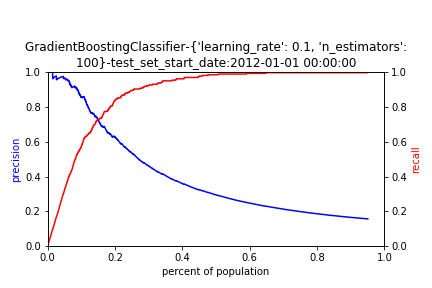 GradientBoostingClassifier-{'learning_rate': 0.1, 'n_estimators':
100}-test_set_start_date:2012-01-01 00:00:00
1.0
0.8
0.6
0.4
0.2
0.0
precision
1.0
0.8
0.6
0.4
0.2
0.0
recall
0.0 0.2 0.4 0.6 0.8 1.0
percent of population